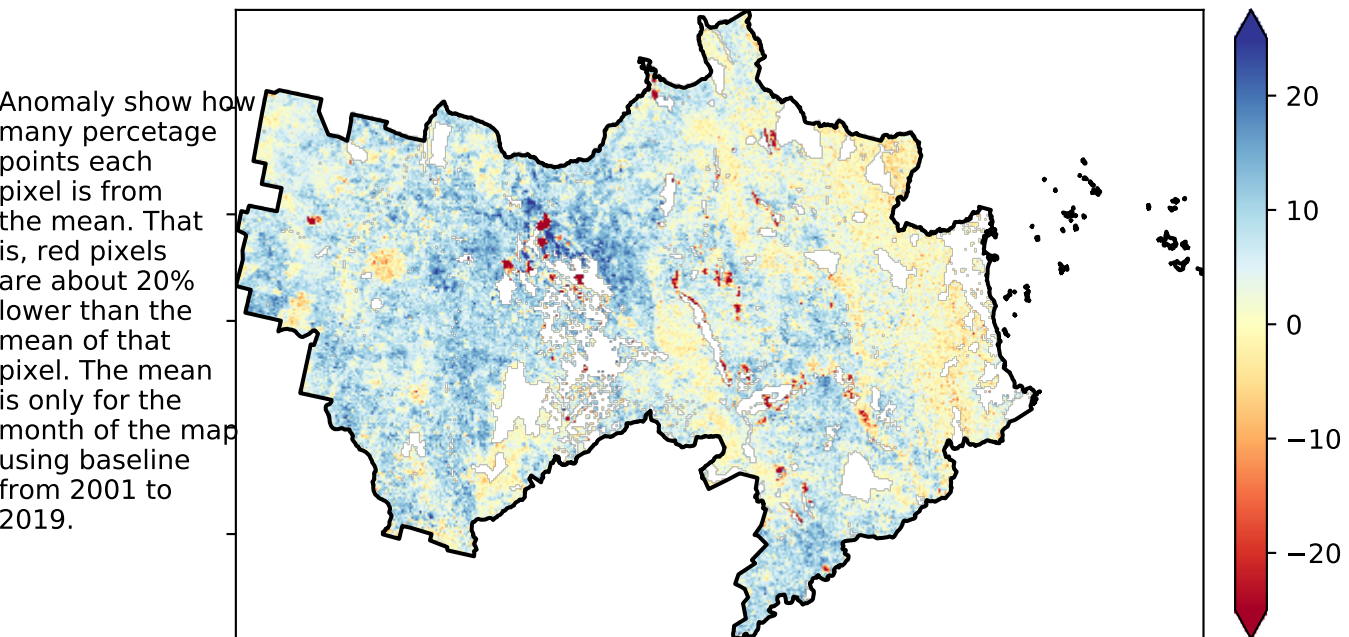 Anomaly show how
many percetage
points each
pixel is from
the mean. That
is, red pixels
are about 20%
lower than the
mean of that
pixel. The mean
is only for the
month of the map
using baseline
from 2001 to
2019.
20
10
0
−10
−20